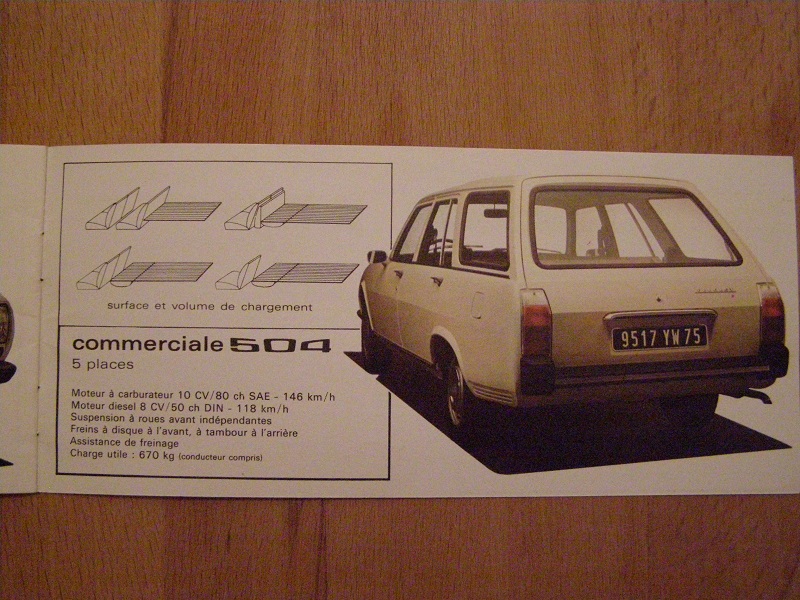 surface et volume de chargement
commerciale 504
5 places
Moteur à carburateur 10 CV/80 ch SAE - 146 km/h
Moteur diesel 8 CV/50 ch DIN - 118 km/h
Suspension à roues avant indépendantes
Freins à disque à l'avant, à tambour à l'arrière
Assistance de freinage
Charge utile : 670 kg (conducteur compris)
9517 YW 75